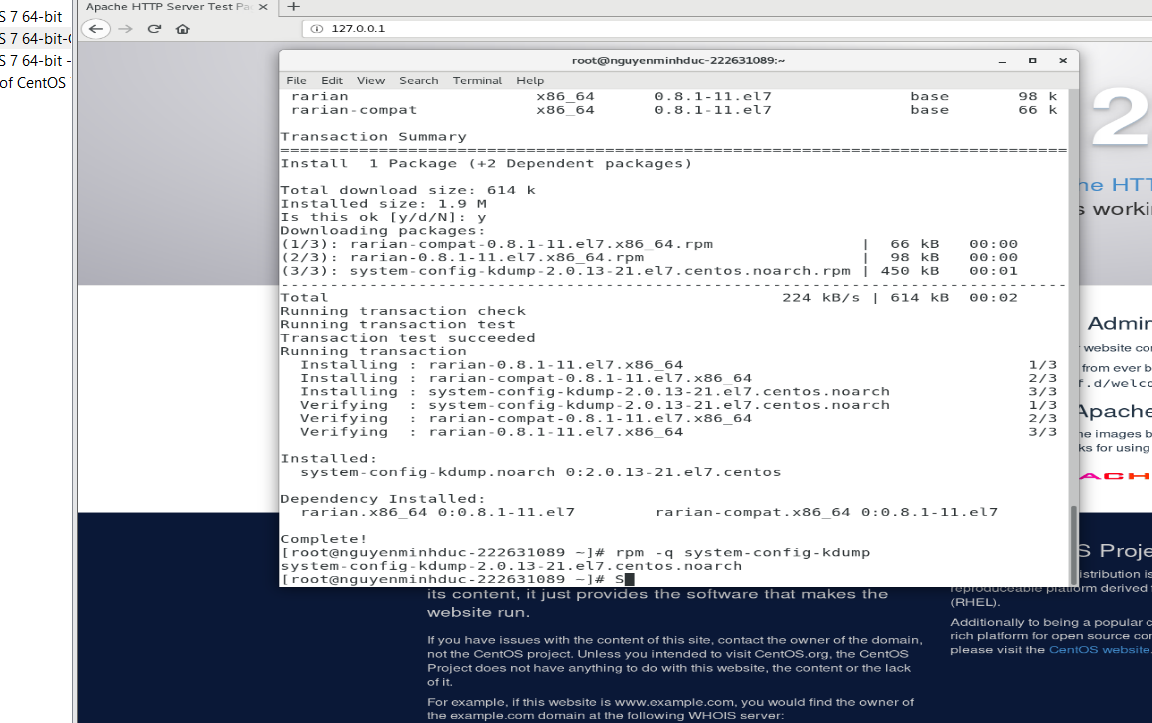 S 7 64-bit
S 7 64-bit-
S 7 64-bit -
of CentOS
Apache HTTP Server Test Pa
127.0.0.1
root@nguyenminhduc-222631089:~
File Edit View Search Terminal Help
rarian x86_64 0.8.1-11.el7 base 98 k
rarian-compat x86_64 0.8.1-11.el7 base 66 k
Transaction Summary
================================================================================
Install 1 Package (+2 Dependent packages)
Total download size: 614 k
Installed size: 1.9 M
Is this ok [y/d/N]: y
Downloading packages:
(1/3): rarian-compat-0.8.1-11.el7.x86_64.rpm | 66 kB 00:00
(2/3): rarian-0.8.1-11.el7.x86_64.rpm | 98 kB 00:00
(3/3): system-config-kdump-2.0.13-21.el7.centos.noarch.rpm | 450 kB 00:01
--------------------------------------------------------------------------------
Total 224 kB/s | 614 kB 00:02
Running transaction check
Running transaction test
Transaction test succeeded
Running transaction
Installing : rarian-0.8.1-11.el7.x86_64 1/3
Installing : rarian-compat-0.8.1-11.el7.x86_64 2/3
Installing : system-config-kdump-2.0.13-21.el7.centos.noarch 3/3
Verifying : system-config-kdump-2.0.13-21.el7.centos.noarch 1/3
Verifying : rarian-compat-0.8.1-11.el7.x86_64 2/3
Verifying : rarian-0.8.1-11.el7.x86_64 3/3
Installed:
system-config-kdump.noarch 0:2.0.13-21.el7.centos
Dependency Installed:
rarian.x86_64 0:0.8.1-11.el7 rarian-compat.x86_64 0:0.8.1-11.el7
Complete!
[root@nguyenminhduc-222631089 ~]# rpm -q system-config-kdump
system-config-kdump-2.0.13-21.el7.centos.noarch
[root@nguyenminhduc-222631089 ~]# S
2
he HTT
s worki
Admin
website co
from ever b
f.d/welco
Apache
he images b
ks for using
ACH
its content, it just provides the software that makes the
website run.
If you have issues with the content of this site, contact the owner of the domain,
not the CentOS project. Unless you intended to visit CentOS.org, the CentOS
Project does not have anything to do with this website, the content or the lack
of it.
For example, if this website is www.example.com, you would find the owner of
the example.com domain at the following WHOIS server:
S Proje
istribution is
reproduceable platform derived
(RHEL).
Additionally to being a popular c
rich platform for open source co
please visit the CentOS website.